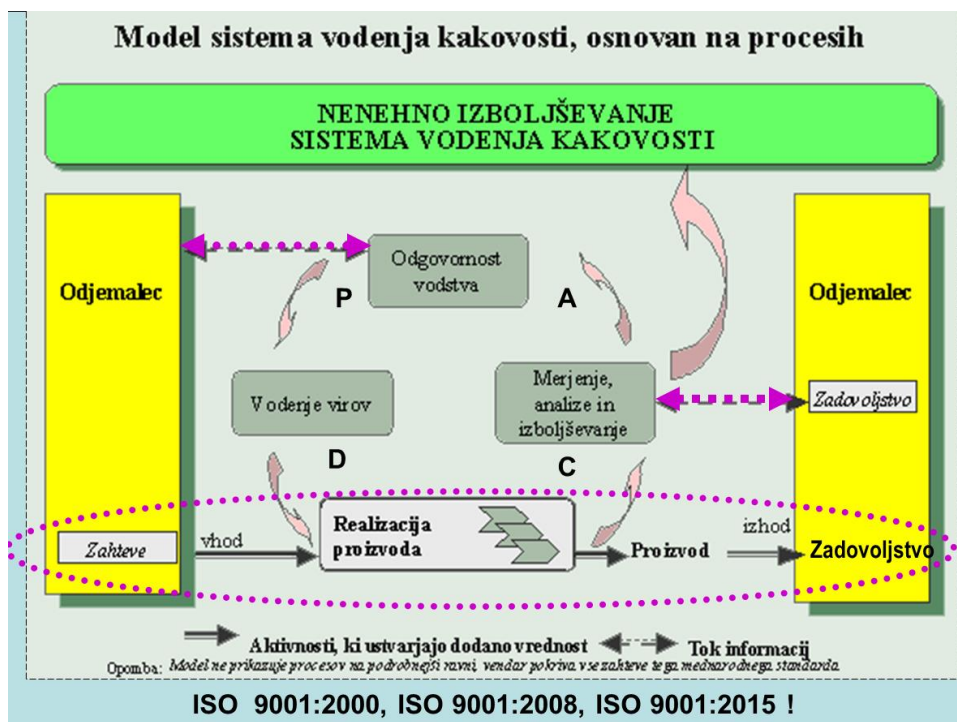 Model sistema vodenja kakovosti, osnovan na procesih
NENEHNO IZBOLJŠEVANJE
SISTEMA VODENJA KAKOVOSTI
Odjemalec
Odgovornost
vodstva
P
A
Odjemalec
Vodenje virov
Merjenje,
analize in
izboljševanje
Zadovoljstvo
D
C
Zahteve
vhod
Realizacija
proizvoda
Proizvod
izhod
Zadovoljstvo
Aktivnosti, ki ustvarjajo dodano vrednost
Tok informacij
Opomba: Model ne prikazuje procesov na podrobnejši ravni, vendar pokriva vse zahteve tega mednarodnega standarda.
ISO 9001:2000, ISO 9001:2008, ISO 9001:2015 !